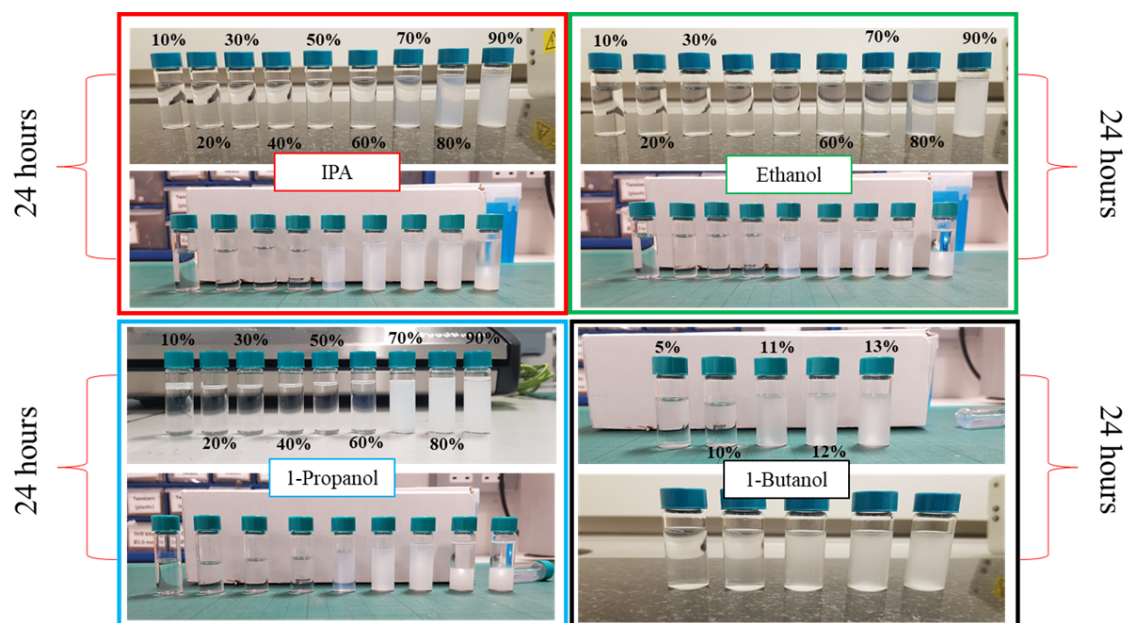 10% 30% 50% 70% 90%
20% 40% 60% 80%
IPA
10% 30% 70% 90%
20% 60% 80%
Ethanol
24 hours
24 hours
10% 30% 50% 70% 90%
20% 40% 60% 80%
1-Propanol
5% 11% 13%
10% 12%
1-Butanol
24 hours
24 hours